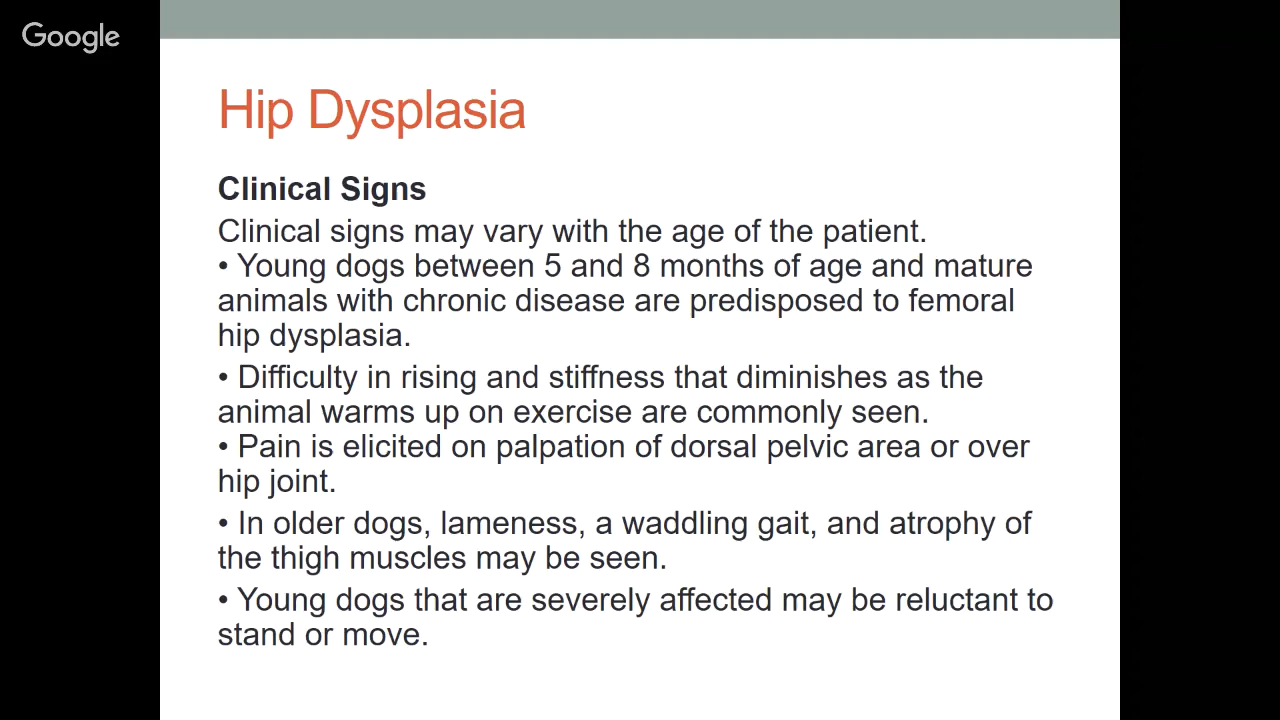 Google
Hip Dysplasia
Clinical Signs
Clinical signs may vary with the age of the patient.
• Young dogs between 5 and 8 months of age and mature
animals with chronic disease are predisposed to femoral
hip dysplasia.
• Difficulty in rising and stiffness that diminishes as the
animal warms up on exercise are commonly seen.
• Pain is elicited on palpation of dorsal pelvic area or over
hip joint.
• In older dogs, lameness, a waddling gait, and atrophy of
the thigh muscles may be seen.
• Young dogs that are severely affected may be reluctant to
stand or move.